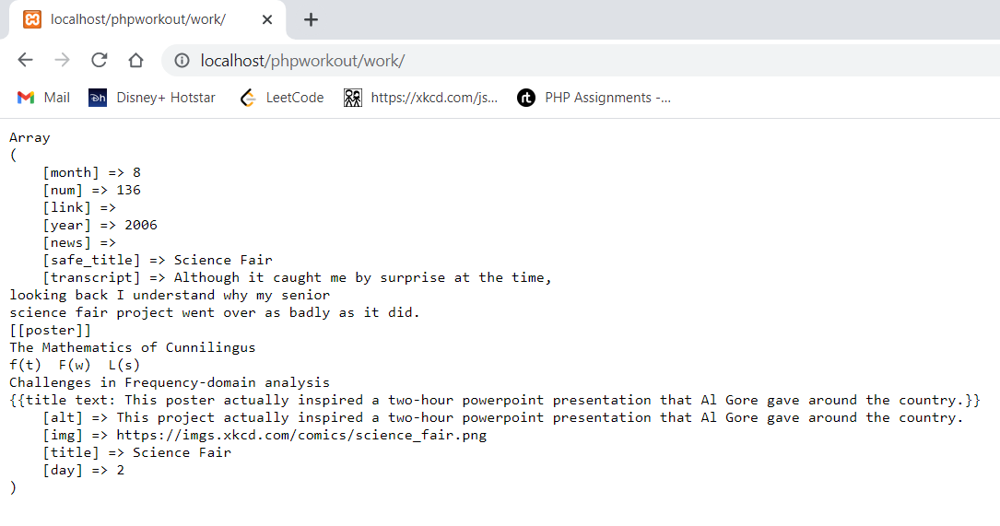 localhost/phpworkout/work/
localhost/phpworkout/work/
Mail Disney+ Hotstar LeetCode https://xkcd.com/js... PHP Assignments -...
Array
(
    [month] => 8
    [num] => 136
    [link] =>
    [year] => 2006
    [news] =>
    [safe_title] => Science Fair
    [transcript] => Although it caught me by surprise at the time,
looking back I understand why my senior
science fair project went over as badly as it did.
[[poster]]
The Mathematics of Cunnilingus
f(t)  F(w)  L(s)
Challenges in Frequency-domain analysis
{{title text: This poster actually inspired a two-hour powerpoint presentation that Al Gore gave around the country.}}
    [alt] => This project actually inspired a two-hour powerpoint presentation that Al Gore gave around the country.
    [img] => https://imgs.xkcd.com/comics/science_fair.png
    [title] => Science Fair
    [day] => 2
)